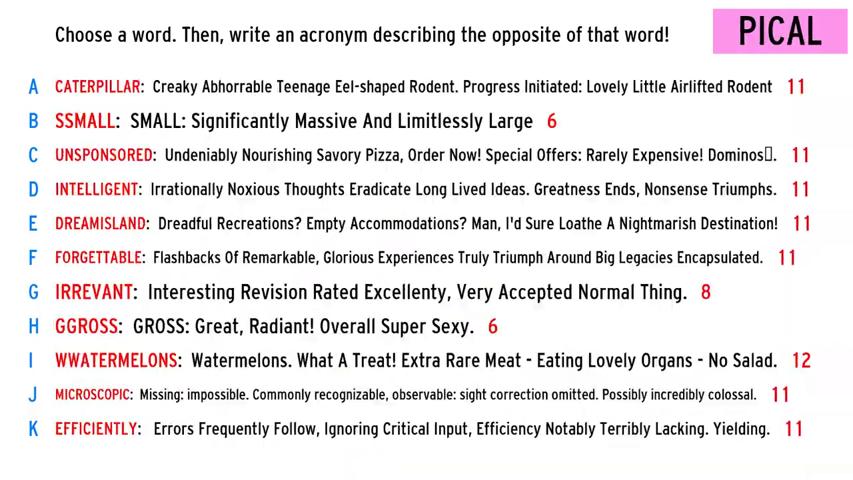 Choose a word. Then, write an acronym describing the opposite of that word!
PICAL
A CATERPILLAR: Creaky Abhorrable Teenage Eel-shaped Rodent. Progress Initiated: Lovely Little Airlifted Rodent 11
B SSMALL: SMALL: Significantly Massive And Limitlessly Large 6
C UNSPONSORED: Undeniably Nourishing Savory Pizza, Order Now! Special Offers: Rarely Expensive! Dominos▯. 11
D INTELLIGENT: Irrationally Noxious Thoughts Eradicate Long Lived Ideas. Greatness Ends, Nonsense Triumphs. 11
E DREAMISLAND: Dreadful Recreations? Empty Accommodations? Man, I'd Sure Loathe A Nightmarish Destination! 11
F FORGETTABLE: Flashbacks Of Remarkable, Glorious Experiences Truly Triumph Around Big Legacies Encapsulated. 11
G IRREVANT: Interesting Revision Rated Excellenty, Very Accepted Normal Thing. 8
H GGROSS: GROSS: Great, Radiant! Overall Super Sexy. 6
I WWATERMELONS: Watermelons. What A Treat! Extra Rare Meat - Eating Lovely Organs - No Salad. 12
J MICROSCOPIC: Missing: impossible. Commonly recognizable, observable: sight correction omitted. Possibly incredibly colossal. 11
K EFFICIENTLY: Errors Frequently Follow, Ignoring Critical Input, Efficiency Notably Terribly Lacking. Yielding. 11